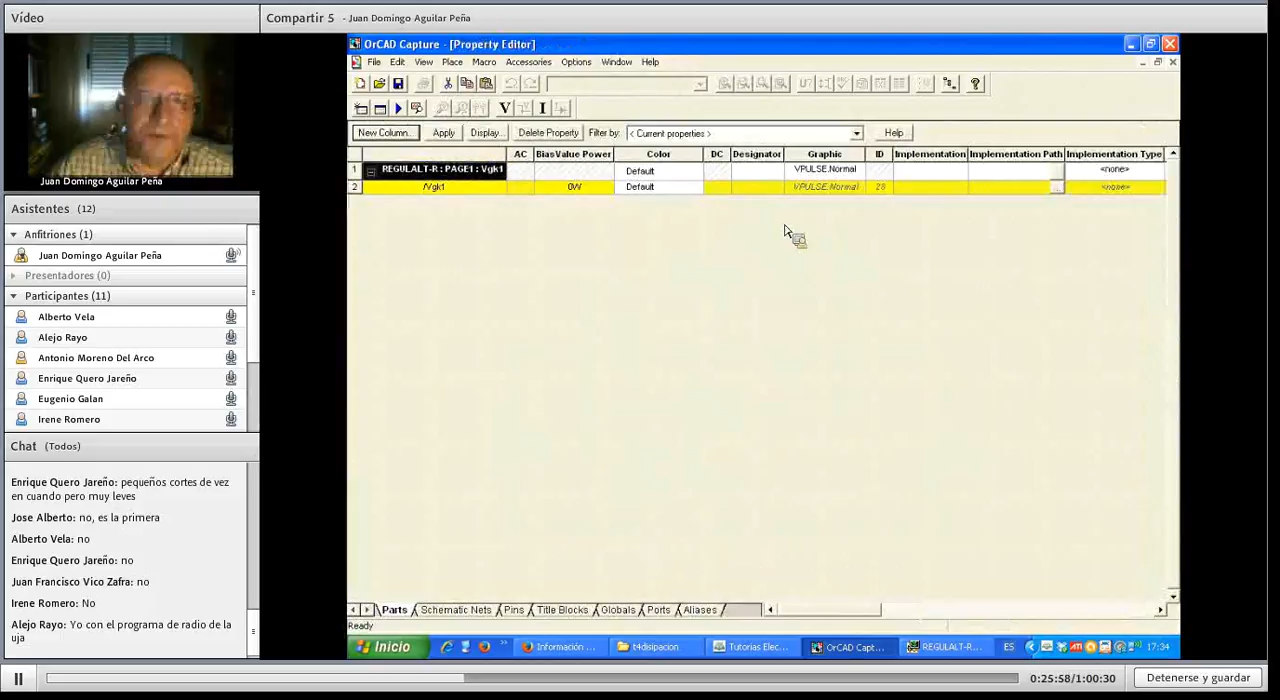 Vídeo
Compartir 5 - Juan Domingo Aguilar Peña
Juan Domingo Aguilar Peña
Asistentes (12)
Anfitriones (1)
Juan Domingo Aguilar Peña
Presentadores (0)
Participantes (11)
Alberto Vela
Alejo Rayo
Antonio Moreno Del Arco
Enrique Quero Jareño
Eugenio Galan
Irene Romero
Chat (Todos)
Enrique Quero Jareño: pequeños cortes de vez
en cuando pero muy leves
Jose Alberto: no, es la primera
Alberto Vela: no
Enrique Quero Jareño: no
Juan Francisco Vico Zafra: no
Irene Romero: No
Alejo Rayo: Yo con el programa de radio de la
uja
OrCAD Capture - [Property Editor]
File Edit View Place Macro Accessories Options Window Help
V I
New Column... Apply Display... Delete Property Filter by: < Current properties > Help
AC Bias Value Power Color DC Designator Graphic ID Implementation Implementation Path Implementation Type
1 REGULALT-R : PAGE1 : Vgk1 Default VPULSE.Normal <none>
2 /Vgk1 0W Default VPULSE.Normal 28 ... <none>
Parts Schematic Nets Pins Title Blocks Globals Ports Aliases
Ready
Inicio Información ... t4disipacion Tutorias Elec... OrCAD Capt... REGULALT-R... ES 17:34
0:25:58/1:00:30 Detenerse y guardar